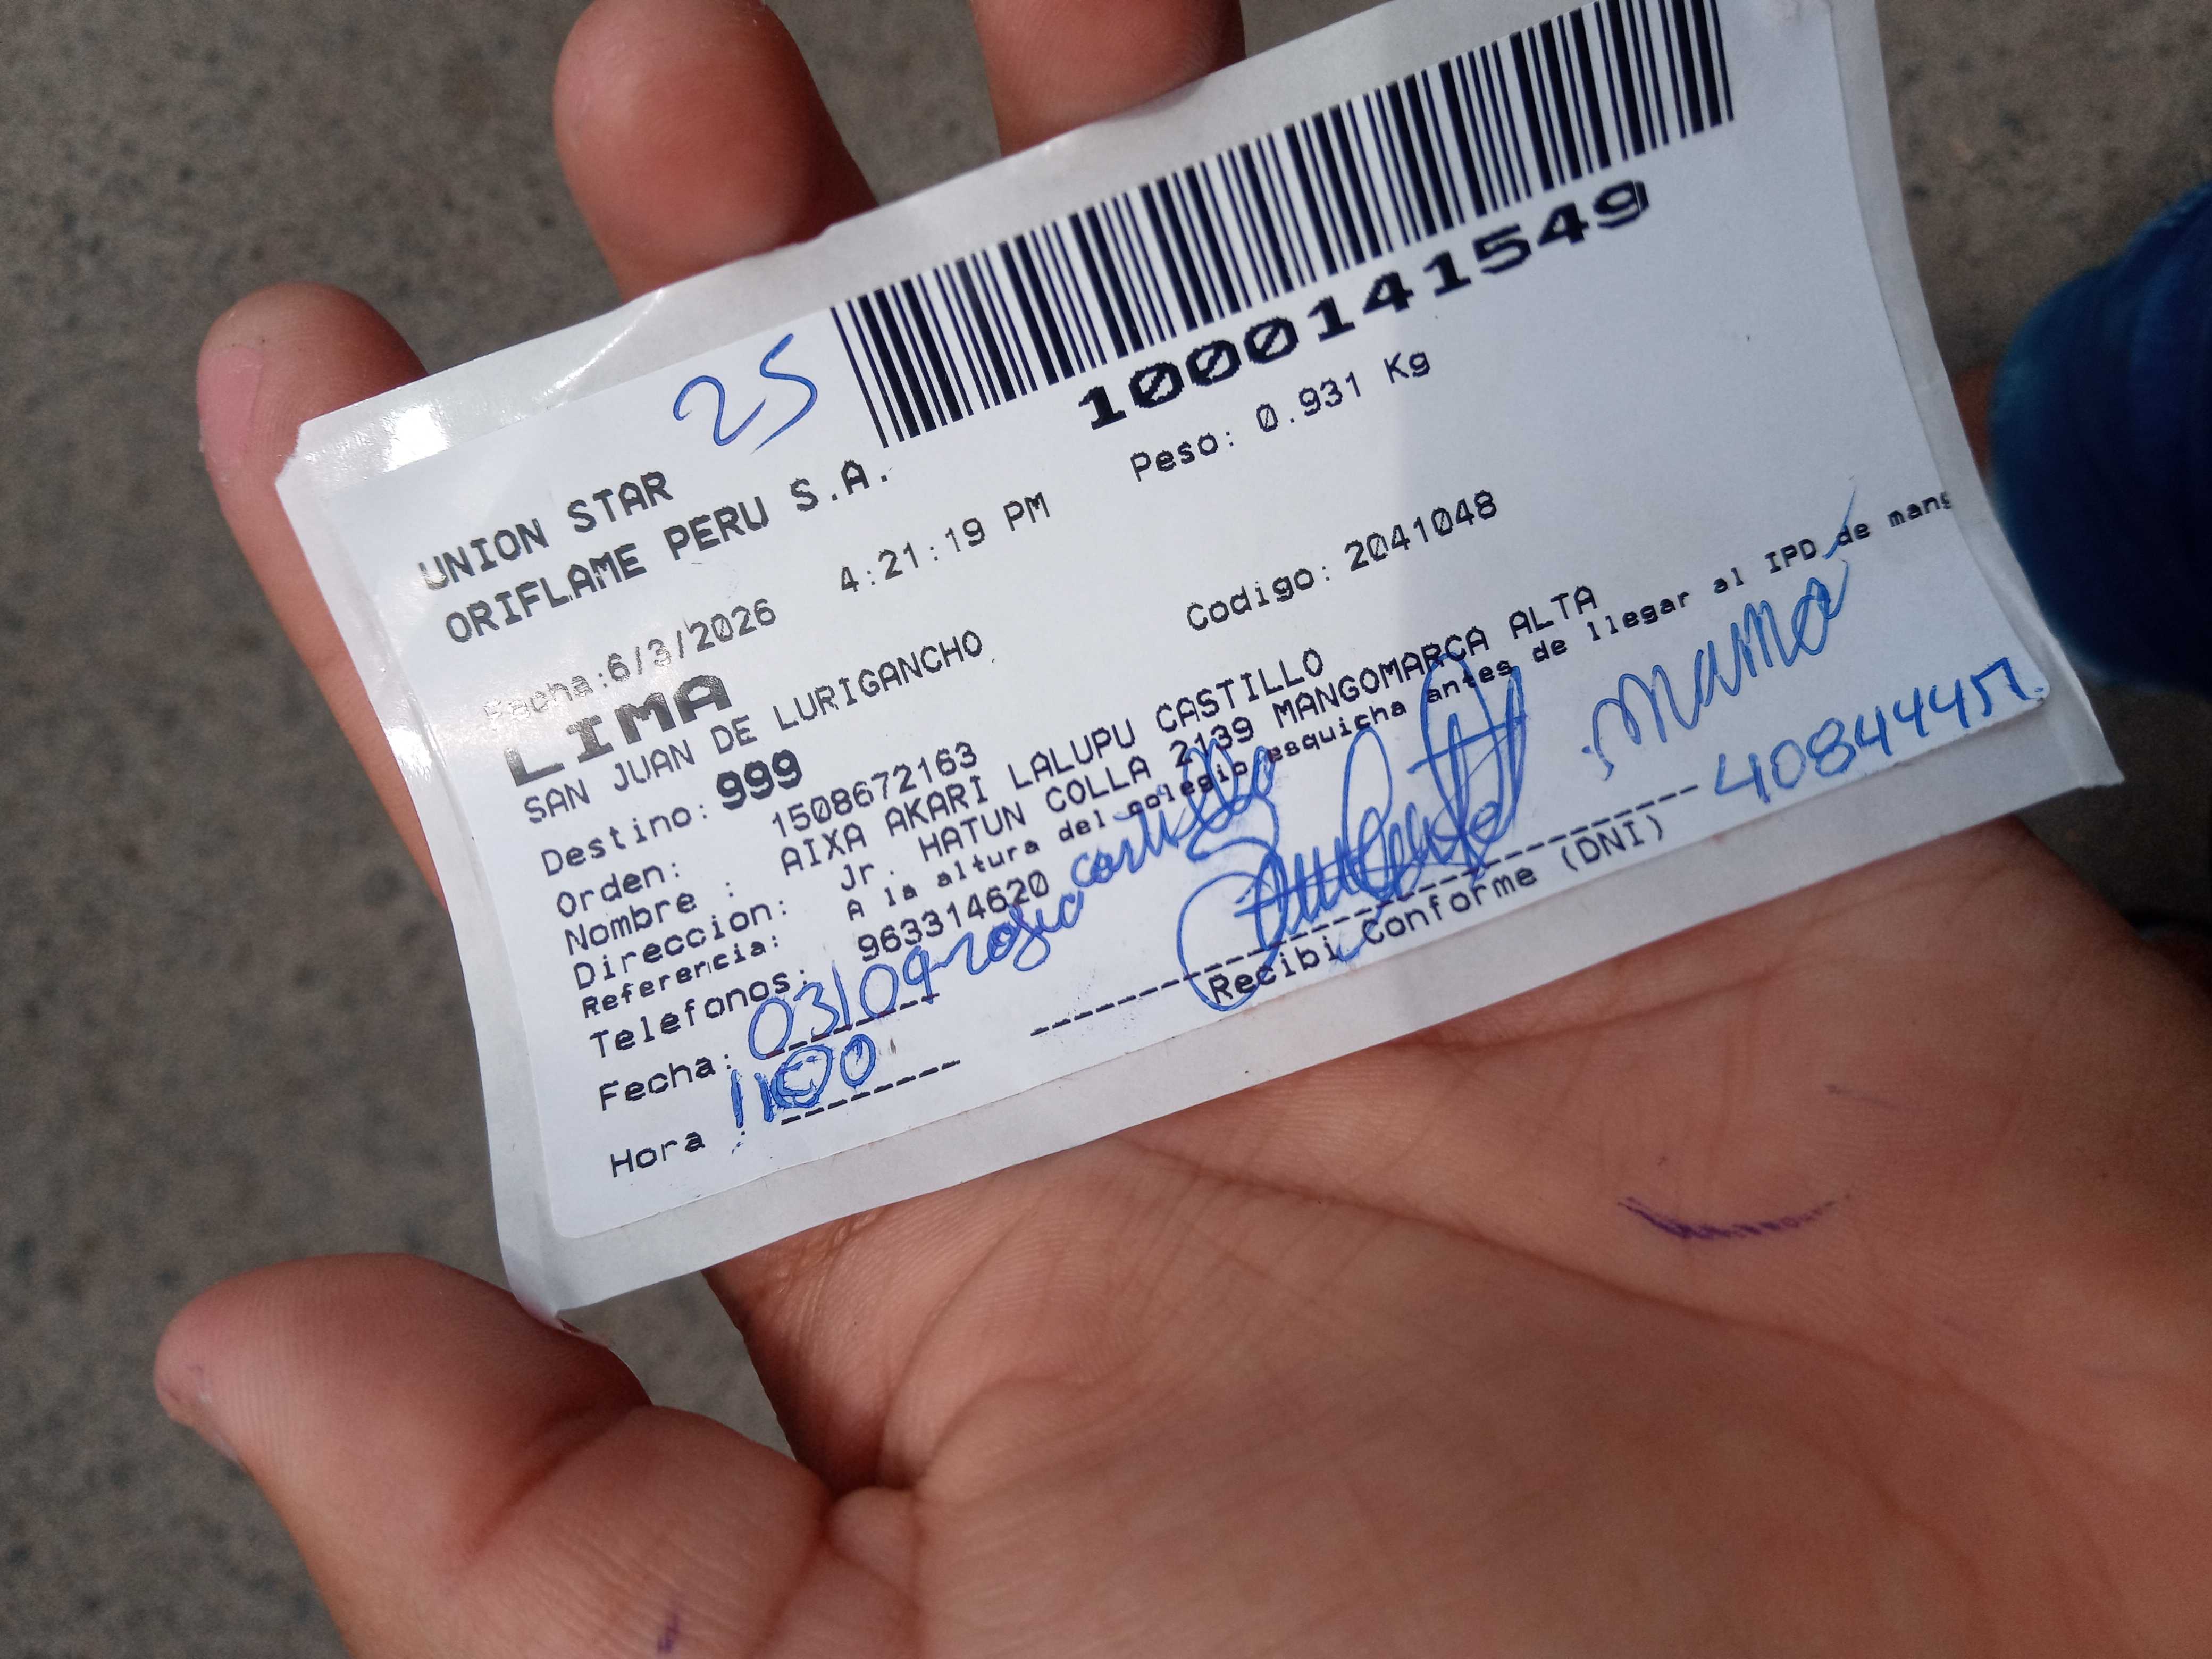 25
1000141549
UNION STAR
ORIFLAME PERU S.A.
Peso: 0.931 Kg
Fecha:6/3/2026 4:21:19 PM
LIMA
SAN JUAN DE LURIGANCHO
Codigo: 2041048
Destino: 999
Orden: 1508672163
Nombre : AIXA AKARI LALUPU CASTILLO
Direccion: Jr. HATUN COLLA 2139 MANGOMARCA ALTA
Referencia: A la altura del colegio esquicha antes de llegar al IPD de mang
Telefonos: 963314620
Fecha: 03/09 castillo
mama
40844457
Hora : 1100
Recibi Conforme (DNI)